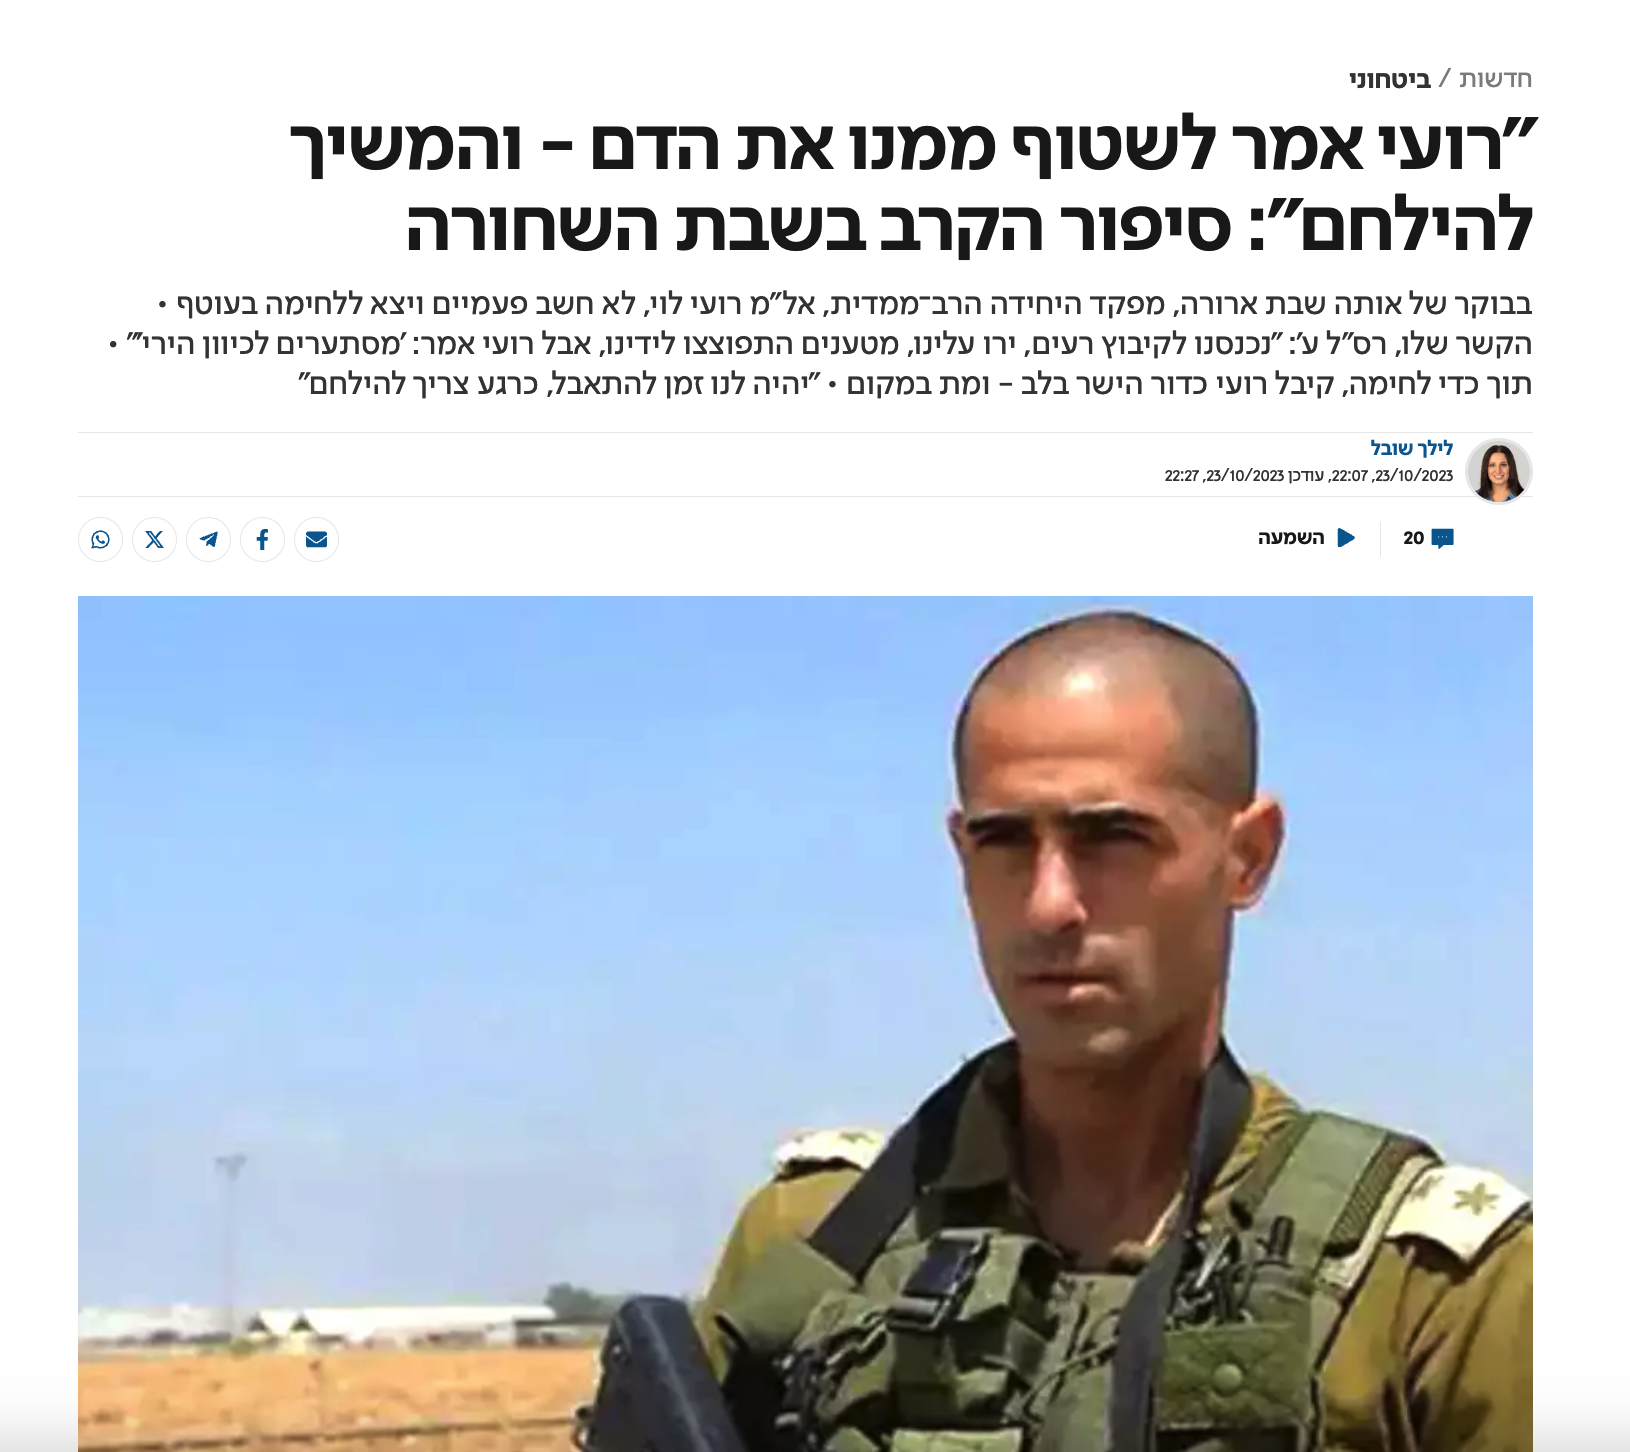 חדשות / ביטחוני
"רועי אמר לשטוף ממנו את הדם - והמשיך
להילחם": סיפור הקרב בשבת השחורה
בבוקר של אותה שבת ארורה, מפקד היחידה הרב־ממדית, אל"מ רועי לוי, לא חשב פעמיים ויצא ללחימה בעוטף •
הקשר שלו, רס"ל ע': "נכנסנו לקיבוץ רעים, ירו עלינו, מטענים התפוצצו לידינו, אבל רועי אמר: 'מסתערים לכיוון הירי'" •
תוך כדי לחימה, קיבל רועי כדור הישר בלב - ומת במקום • "יהיה לנו זמן להתאבל, כרגע צריך להילחם"
לילך שובל
23/10/2023, 22:07, עודכן 23/10/2023, 22:27
20
השמעה